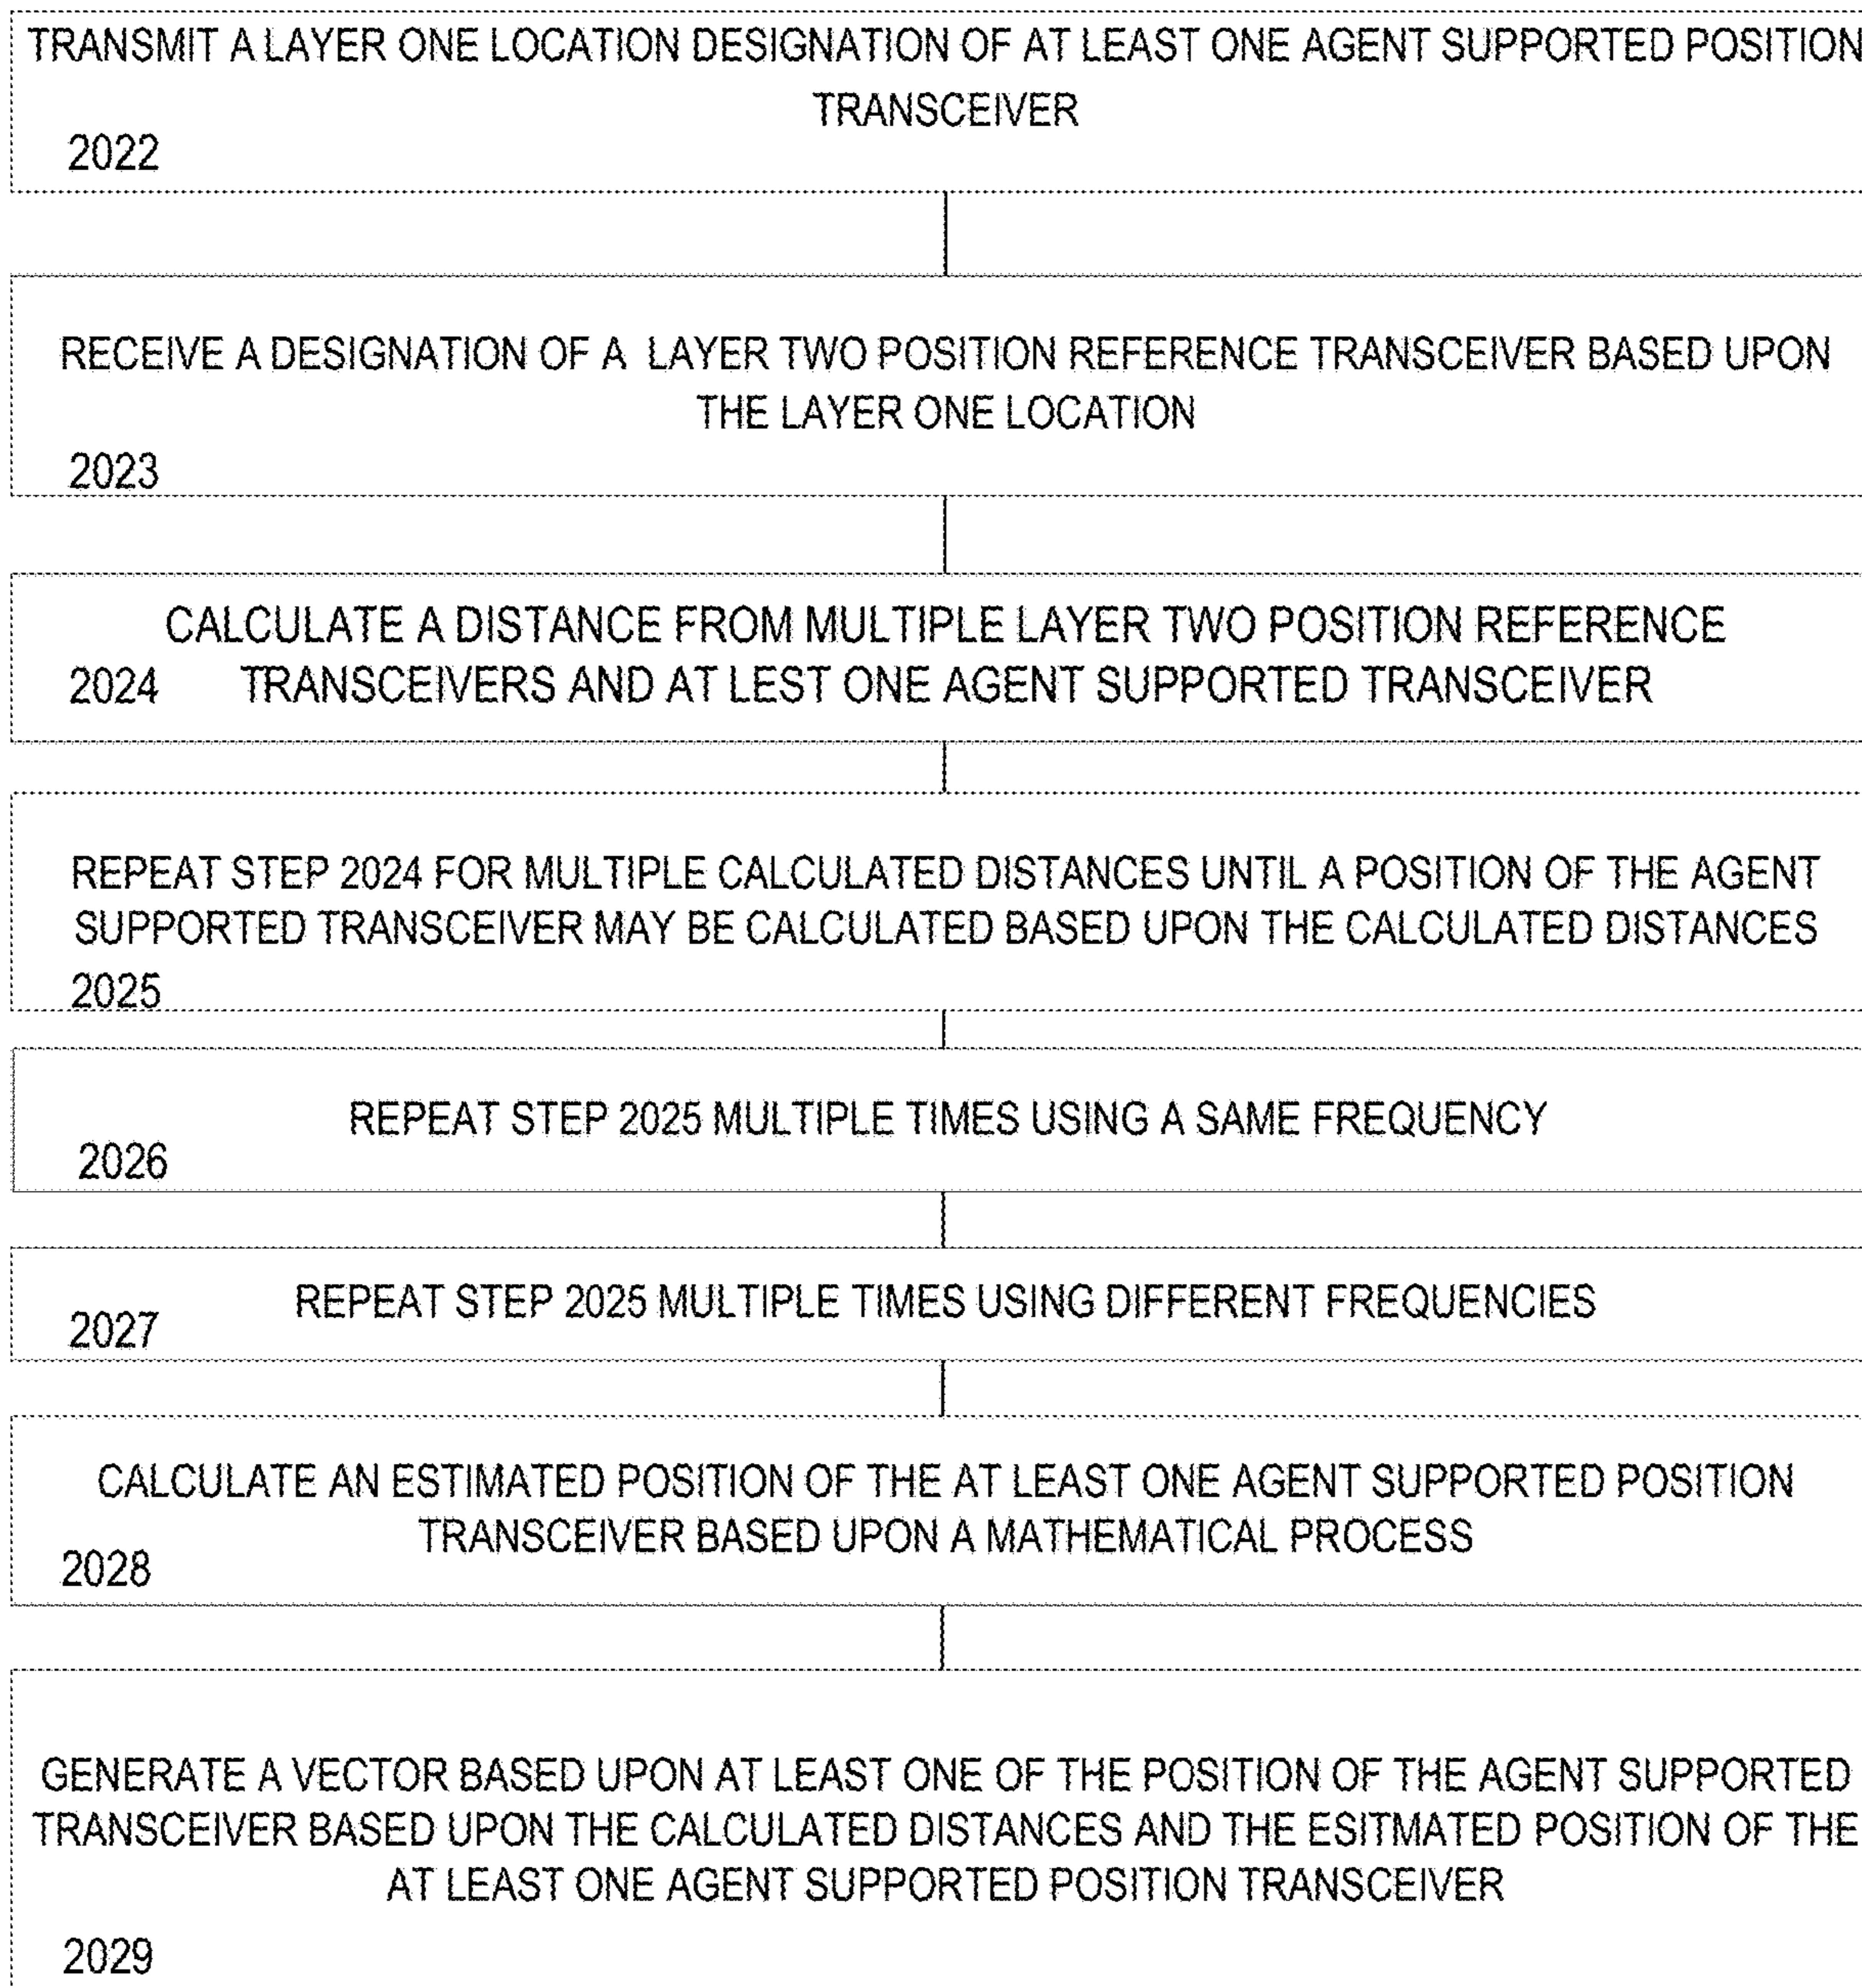 TRANSMIT A LAYER ONE LOCATION DESIGNATION OF AT LEAST ONE AGENT SUPPORTED POSITION
TRANSCEIVER
2022
RECEIVE A DESIGNATION OF A LAYER TWO POSITION REFERENCE TRANSCEIVER BASED UPON
THE LAYER ONE LOCATION
2023
CALCULATE A DISTANCE FROM MULTIPLE LAYER TWO POSITION REFERENCE
2024 TRANSCEIVERS AND AT LEST ONE AGENT SUPPORTED TRANSCEIVER
REPEAT STEP 2024 FOR MULTIPLE CALCULATED DISTANCES UNTIL A POSITION OF THE AGENT
SUPPORTED TRANSCEIVER MAY BE CALCULATED BASED UPON THE CALCULATED DISTANCES
2025
REPEAT STEP 2025 MULTIPLE TIMES USING A SAME FREQUENCY
2026
REPEAT STEP 2025 MULTIPLE TIMES USING DIFFERENT FREQUENCIES
2027
CALCULATE AN ESTIMATED POSITION OF THE AT LEAST ONE AGENT SUPPORTED POSITION
TRANSCEIVER BASED UPON A MATHEMATICAL PROCESS
2028
GENERATE A VECTOR BASED UPON AT LEAST ONE OF THE POSITION OF THE AGENT SUPPORTED
TRANSCEIVER BASED UPON THE CALCULATED DISTANCES AND THE ESITMATED POSITION OF THE
AT LEAST ONE AGENT SUPPORTED POSITION TRANSCEIVER
2029